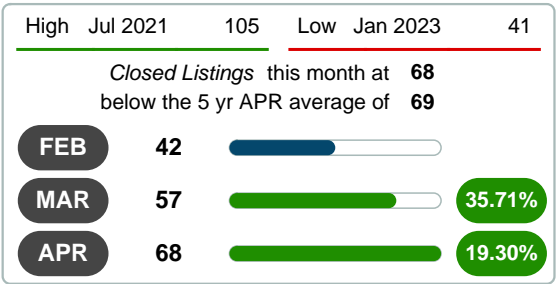 High Jul 2021 105 Low Jan 2023 41
Closed Listings this month at 68
below the 5 yr APR average of 69
FEB 42
MAR 57 35.71%
APR 68 19.30%